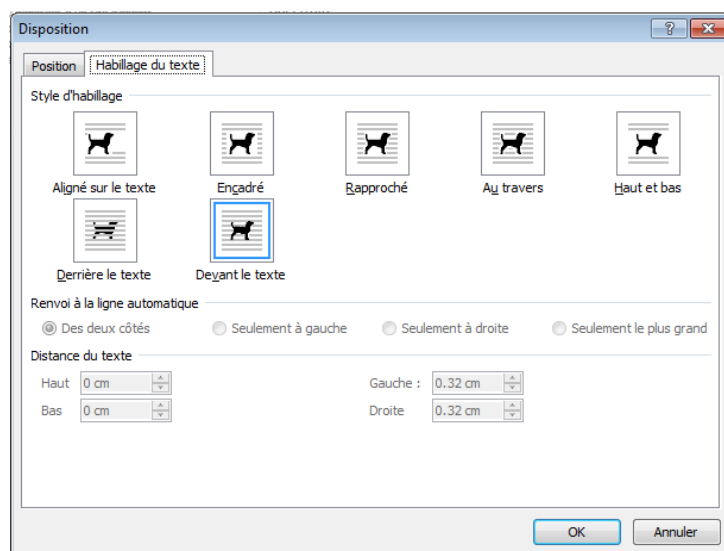 Disposition
Position Habillage du texte
Style d'habillage
Aligné sur le texte Encadré Rapproché Au travers Haut et bas
Derrière le texte Devant le texte
Renvoi à la ligne automatique
Des deux côtés Seulement à gauche Seulement à droite Seulement le plus grand
Distance du texte
Haut 0 cm Gauche : 0.32 cm
Bas 0 cm Droite 0.32 cm
OK Annuler